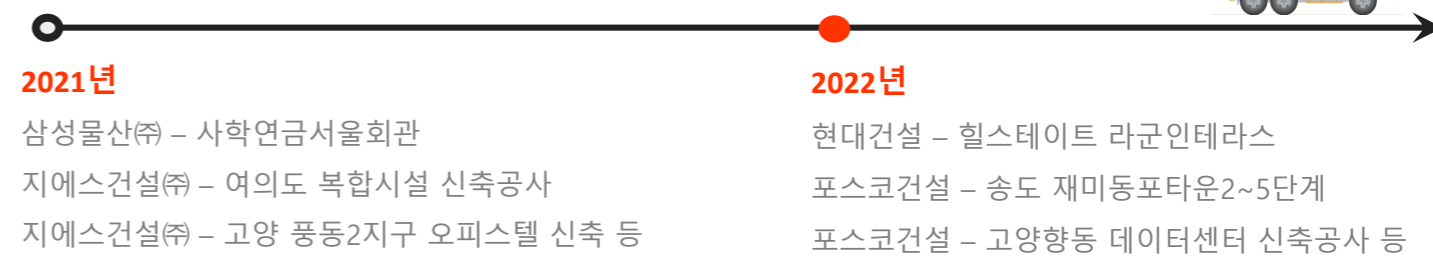 2021년
삼성물산㈜ – 사학연금서울회관
지에스건설㈜ – 여의도 복합시설 신축공사
지에스건설㈜ – 고양 풍동2지구 오피스텔 신축 등
2022년
현대건설 – 힐스테이트 라군인테라스
포스코건설 – 송도 재미동포타운2~5단계
포스코건설 – 고양향동 데이터센터 신축공사 등